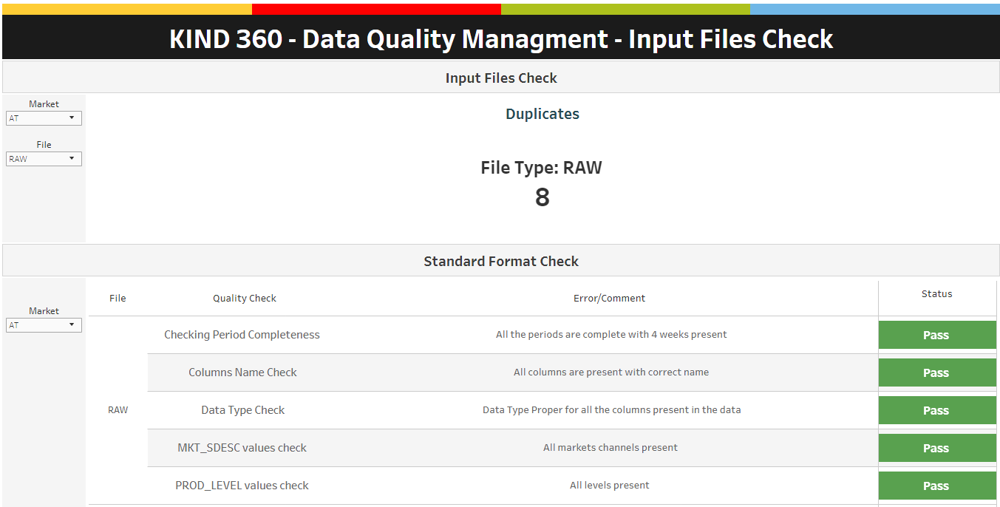 KIND 360 - Data Quality Managment - Input Files Check
Input Files Check
Market
AT
File
RAW
Duplicates
File Type: RAW
8
Standard Format Check
Market
AT
File Quality Check Error/Comment Status
Checking Period Completeness All the periods are complete with 4 weeks present Pass
Columns Name Check All columns are present with correct name Pass
RAW Data Type Check Data Type Proper for all the columns present in the data Pass
MKT_SDESC values check All markets channels present Pass
PROD_LEVEL values check All levels present Pass